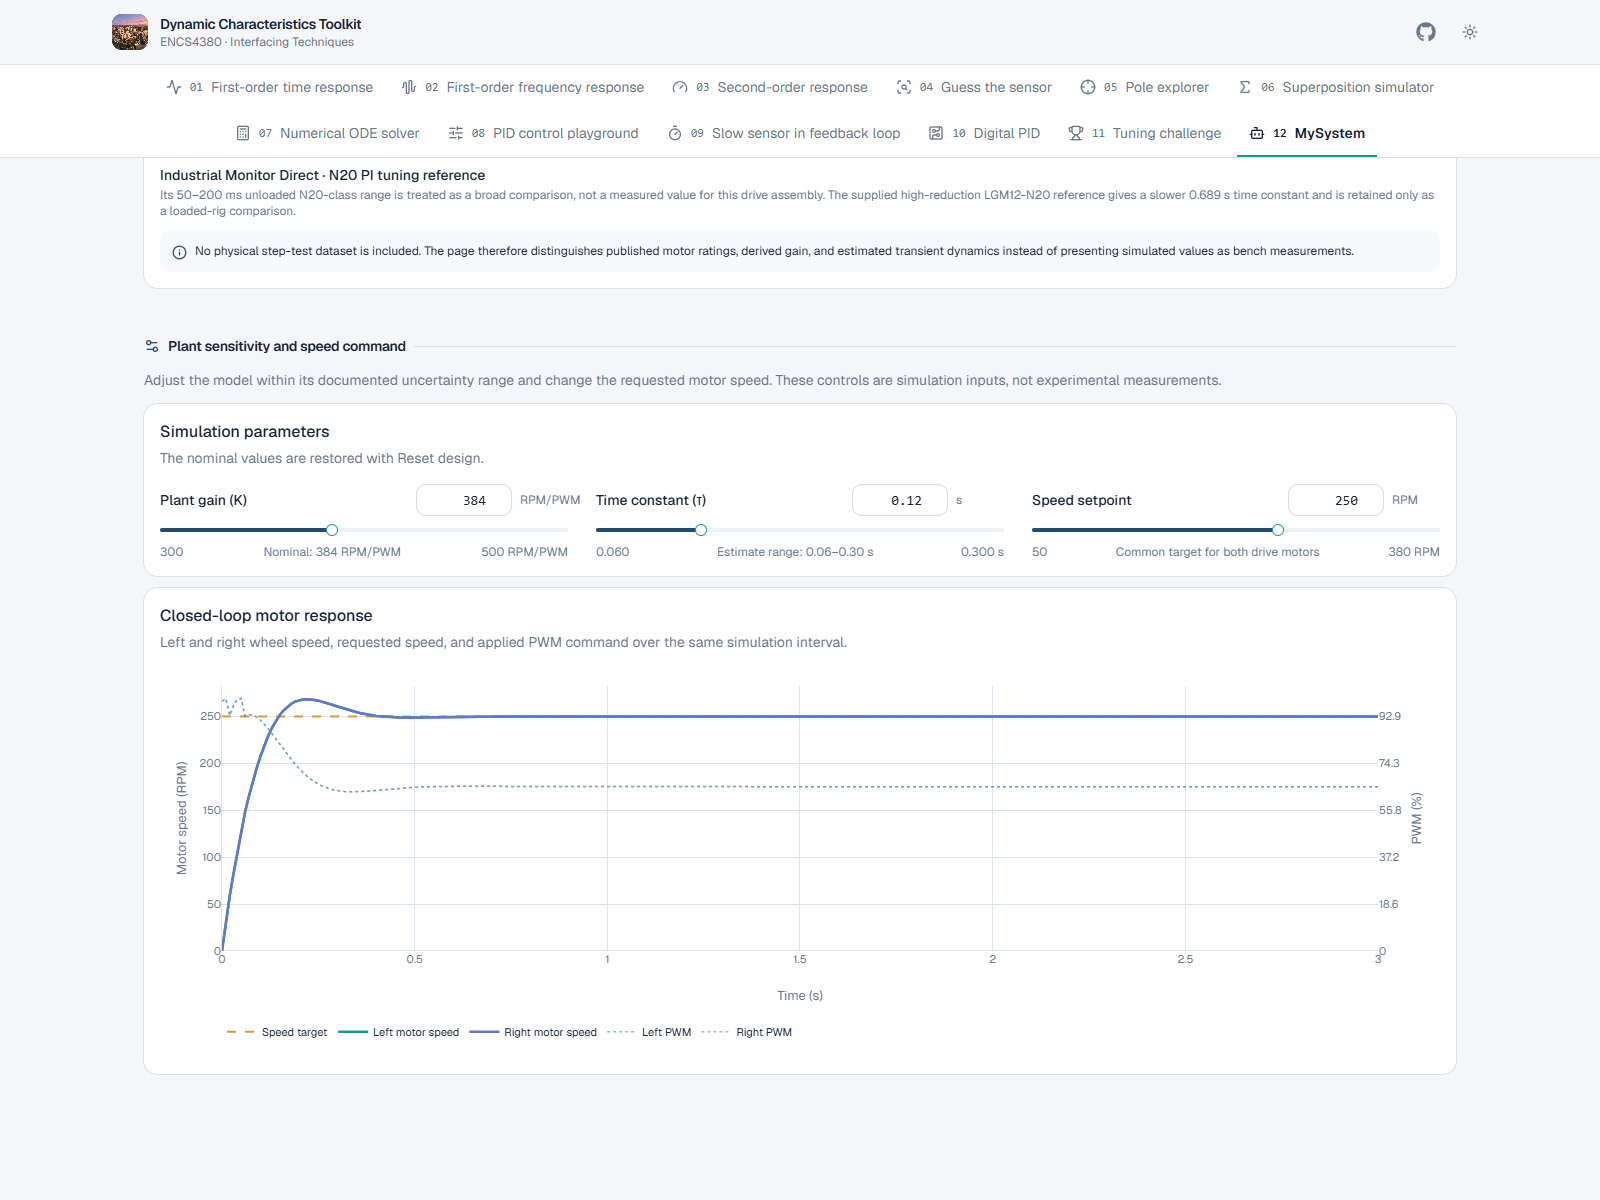 Dynamic Characteristics Toolkit
ENCS4380 · Interfacing Techniques
01 First-order time response
02 First-order frequency response
03 Second-order response
04 Guess the sensor
05 Pole explorer
06 Superposition simulator
07 Numerical ODE solver
08 PID control playground
09 Slow sensor in feedback loop
10 Digital PID
11 Tuning challenge
12 MySystem
Industrial Monitor Direct · N20 PI tuning reference
Its 50–200 ms unloaded N20-class range is treated as a broad comparison, not a measured value for this drive assembly. The supplied high-reduction LGM12-N20 reference gives a slower 0.689 s time constant and is retained only as
a loaded-rig comparison.
No physical step-test dataset is included. The page therefore distinguishes published motor ratings, derived gain, and estimated transient dynamics instead of presenting simulated values as bench measurements.
Plant sensitivity and speed command
Adjust the model within its documented uncertainty range and change the requested motor speed. These controls are simulation inputs, not experimental measurements.
Simulation parameters
The nominal values are restored with Reset design.
Plant gain (K) 384 RPM/PWM
300 Nominal: 384 RPM/PWM 500 RPM/PWM
Time constant (τ) 0.12 s
0.060 Estimate range: 0.06–0.30 s 0.300 s
Speed setpoint 250 RPM
50 Common target for both drive motors 380 RPM
Closed-loop motor response
Left and right wheel speed, requested speed, and applied PWM command over the same simulation interval.
Motor speed (RPM)
250
200
150
100
50
0
92.9
74.3
55.8
37.2
18.6
0
PWM (%)
0 0.5 1 1.5 2 2.5 3
Time (s)
Speed target Left motor speed Right motor speed Left PWM Right PWM